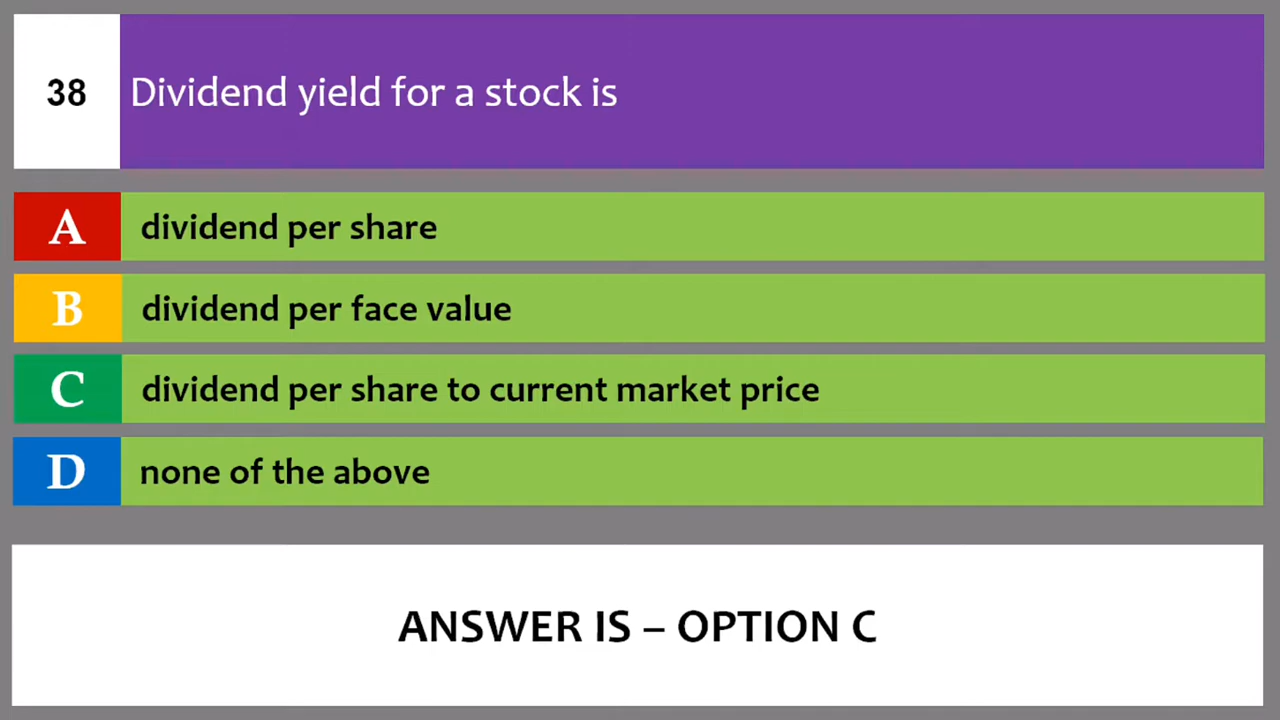 38 Dividend yield for a stock is
A dividend per share
B dividend per face value
C dividend per share to current market price
D none of the above
ANSWER IS – OPTION C